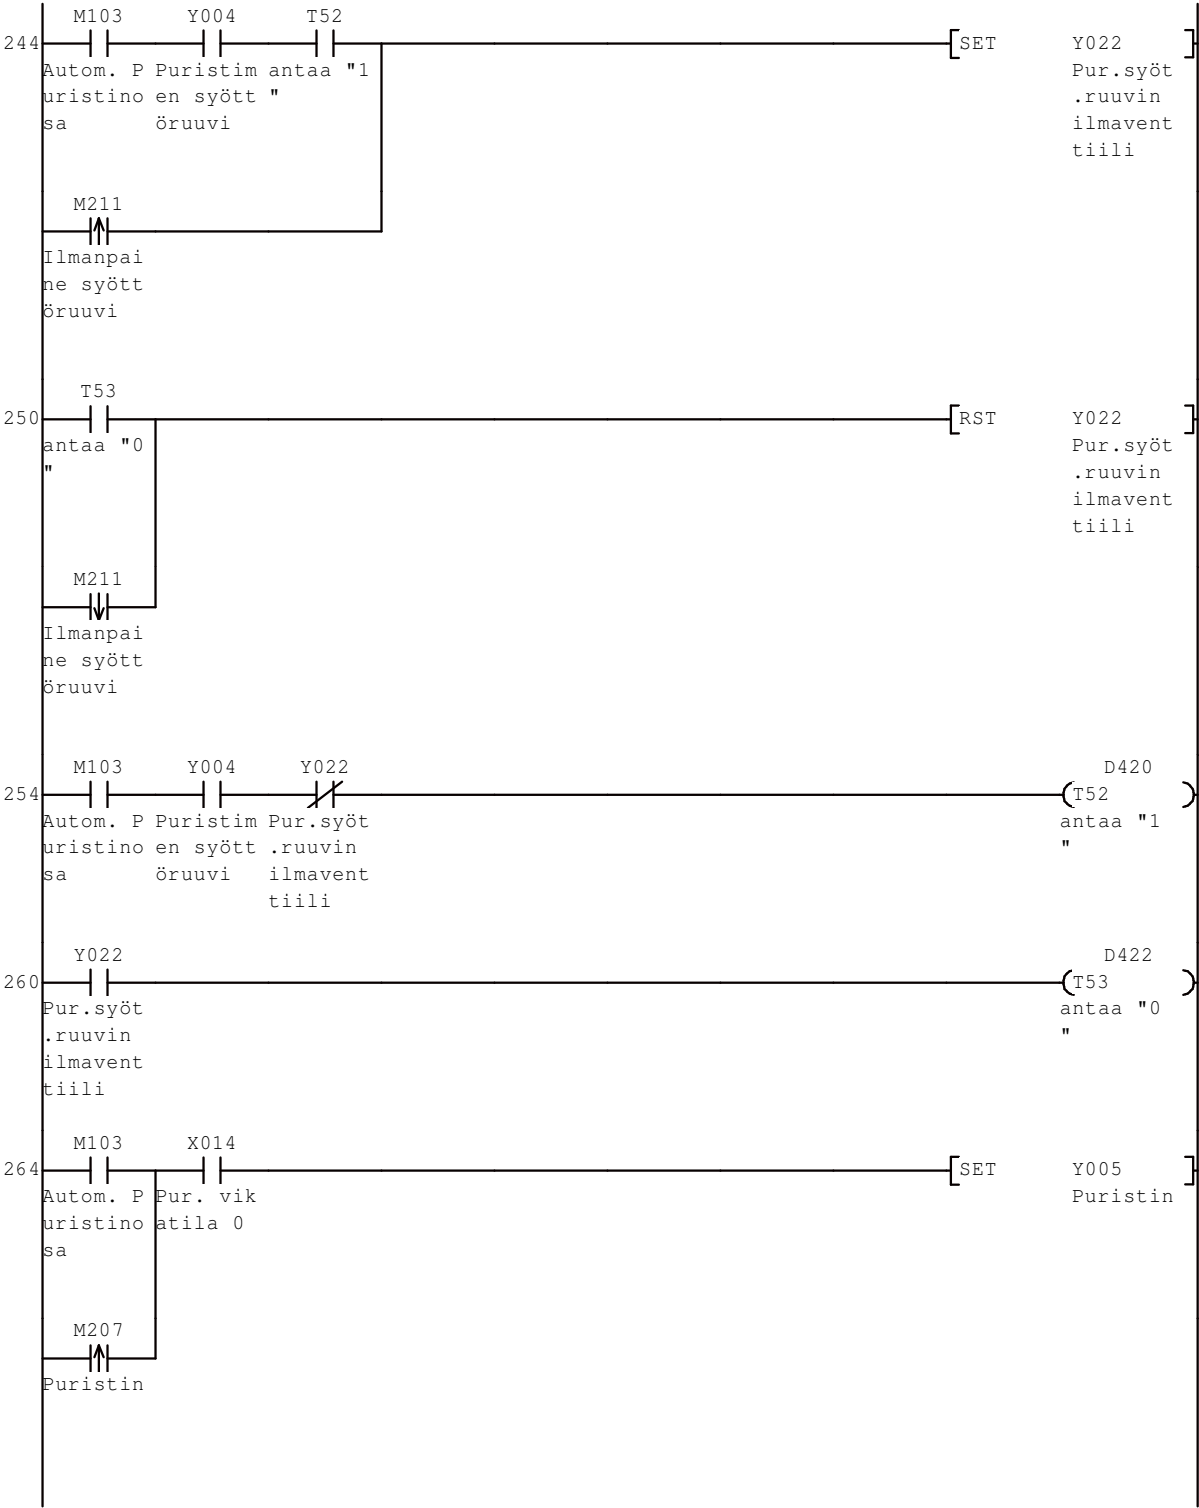 M103 Y004 T52
244 SET Y022
Autom. P Puristim antaa "1 Pur.syöt
uristino en syött " .ruuvin
sa öruuvi ilmavent
tiili
M211
Ilmanpai
ne syött
öruuvi
T53
250 RST Y022
antaa "0 Pur.syöt
" .ruuvin
ilmavent
tiili
M211
Ilmanpai
ne syött
öruuvi
M103 Y004 Y022 D420
254 T52
Autom. P Puristim Pur.syöt antaa "1
uristino en syött .ruuvin "
sa öruuvi ilmavent
tiili
Y022 D422
260 T53
Pur.syöt antaa "0
.ruuvin "
ilmavent
tiili
M103 X014
264 SET Y005
Autom. P Pur. vik Puristin
uristino atila 0
sa
M207
Puristin